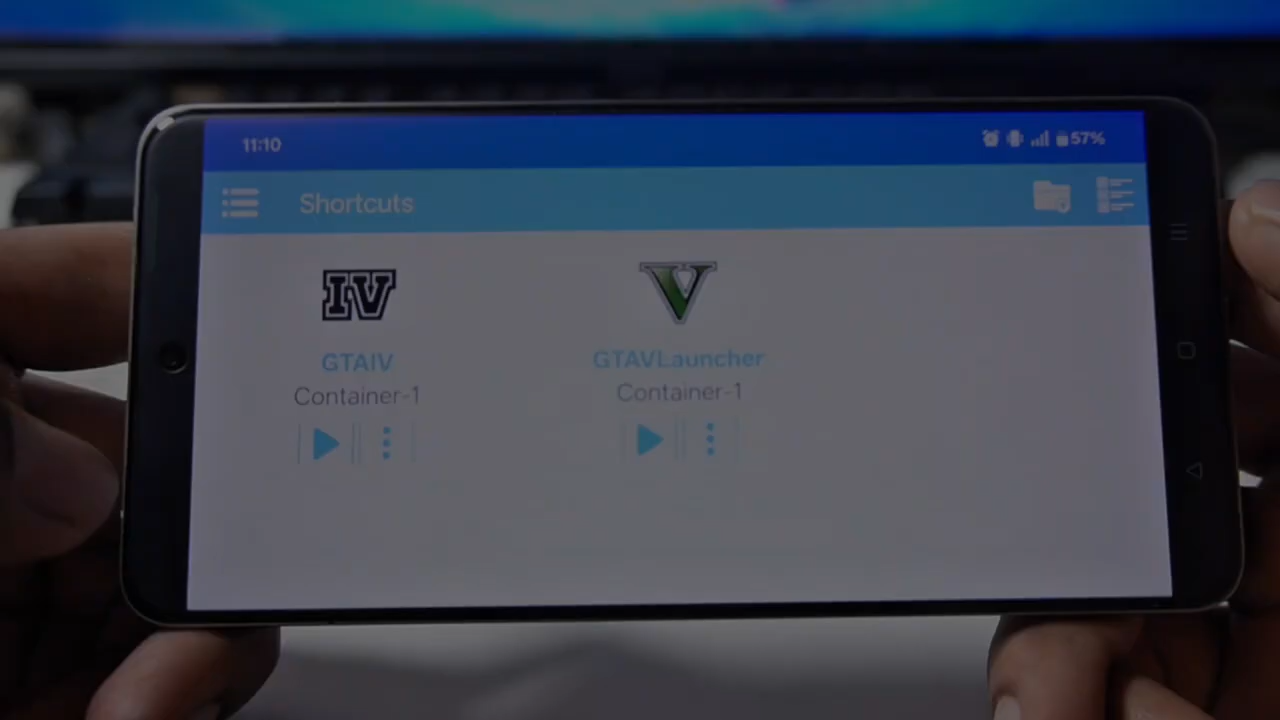 11:10
57%
Shortcuts
IV
V
GTAIV
GTAVLauncher
Container-1
Container-1